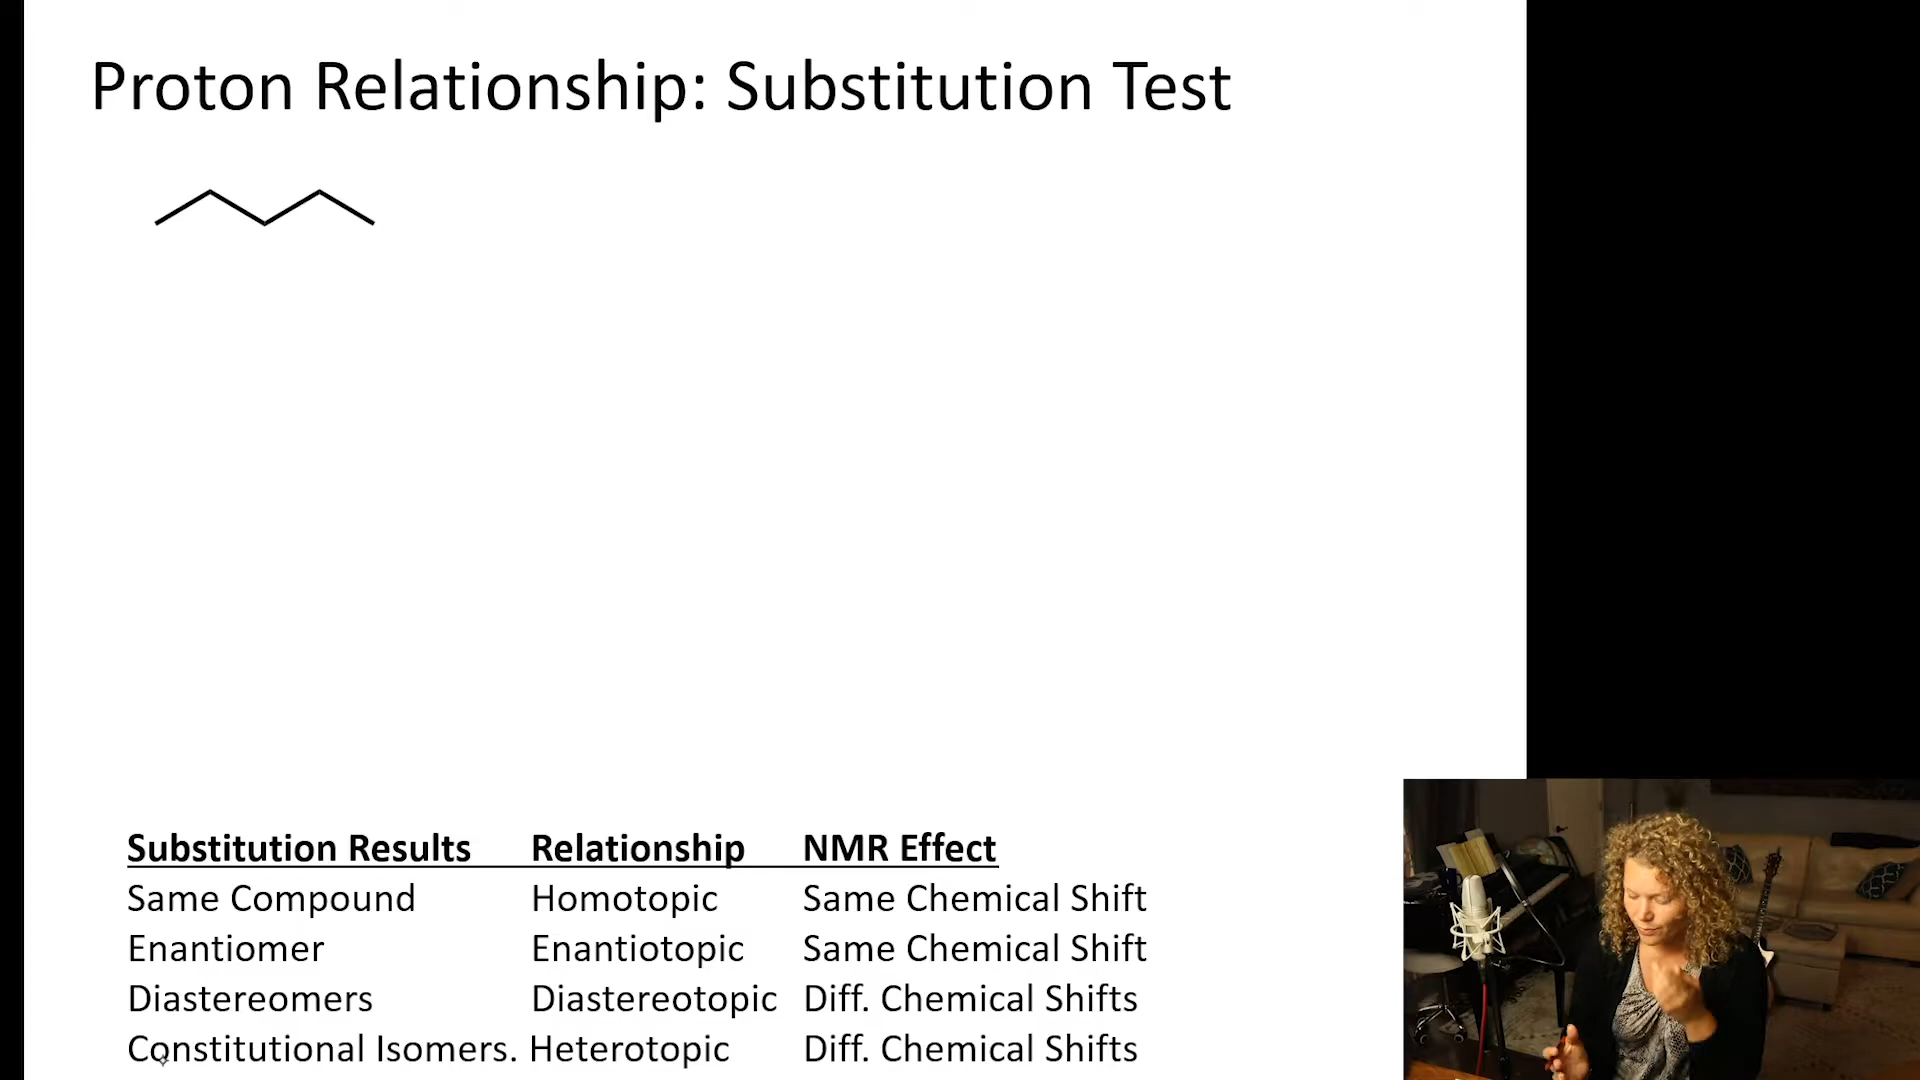 Proton Relationship: Substitution Test
Substitution Results Relationship NMR Effect
Same Compound Homotopic Same Chemical Shift
Enantiomer Enantiotopic Same Chemical Shift
Diastereomers Diastereotopic Diff. Chemical Shifts
Constitutional Isomers. Heterotopic Diff. Chemical Shifts